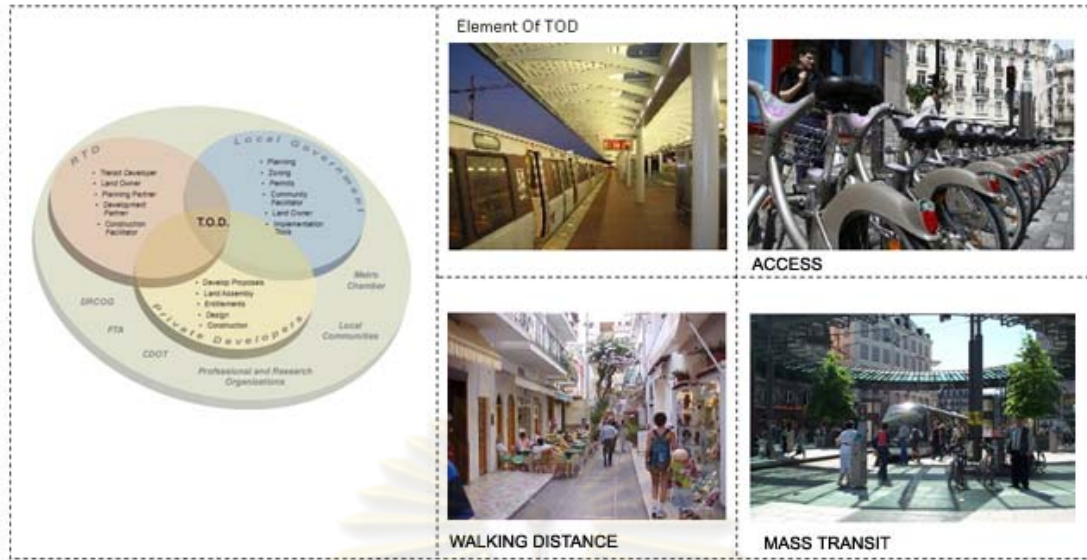 Element Of TOD
RTD
• Transit Developer
• Land Owner
• Planning Partner
• Development
Partner
• Construction
Facilitator
Local Government
• Planning
• Zoning
• Permits
• Community
Facilitator
• Land Owner
• Implementation
Tools
T.O.D.
• Develop Proposals
• Land Assembly
• Entitlements
• Design
• Construction
Private Developers
Metro
Chamber
DRCOG
FTA
CDOT
Local
Communities
Professional and Research
Organizations
ACCESS
WALKING DISTANCE
MASS TRANSIT